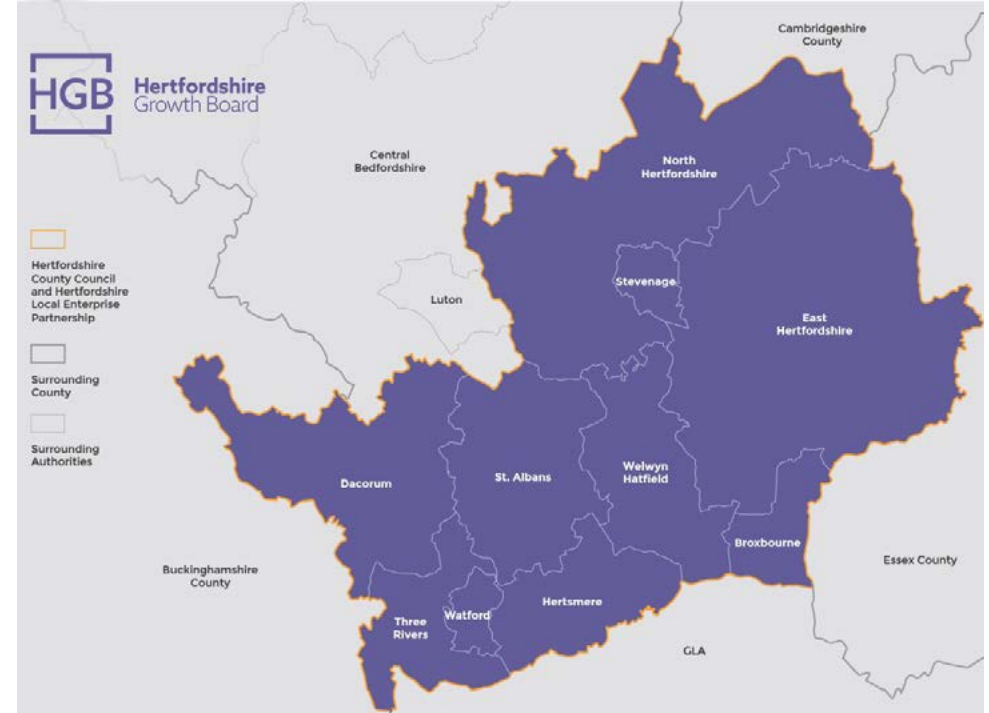 HGB
Hertfordshire
Growth Board
Hertfordshire
County Council
and Hertfordshire
Local Enterprise
Partnership
Surrounding
County
Surrounding
Authorities
Cambridgeshire
County
Central
Bedfordshire
North
Hertfordshire
Stevenage
Luton
East
Hertfordshire
Dacorum
St. Albans
Welwyn
Hatfield
Broxbourne
Essex County
Buckinghamshire
County
Hertsmere
Three
Rivers
Watford
GLA